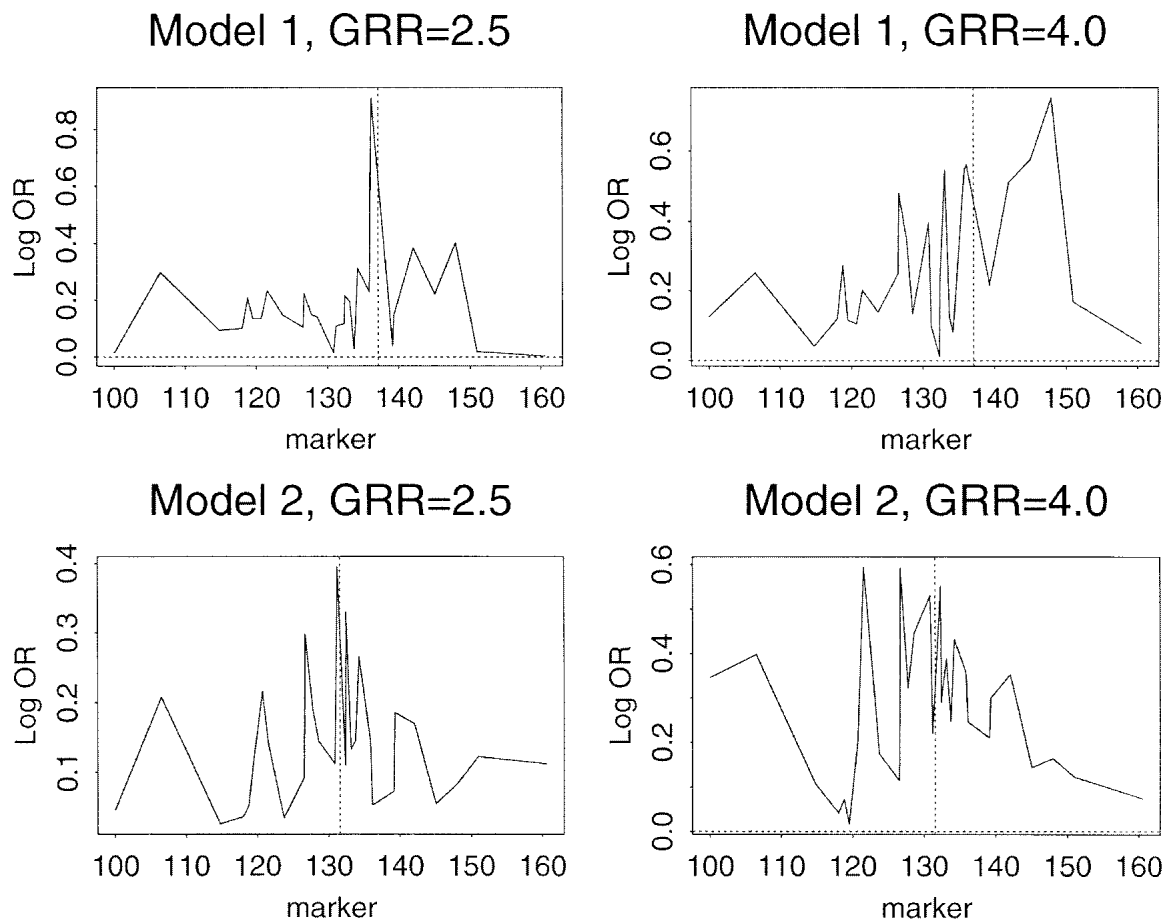 Model 1, GRR=2.5
Log OR
0.0 0.2 0.4 0.6 0.8
100 110 120 130 140 150 160
marker
Model 1, GRR=4.0
Log OR
0.0 0.2 0.4 0.6
100 110 120 130 140 150 160
marker
Model 2, GRR=2.5
Log OR
0.1 0.2 0.3 0.4
100 110 120 130 140 150 160
marker
Model 2, GRR=4.0
Log OR
0.0 0.2 0.4 0.6
100 110 120 130 140 150 160
marker